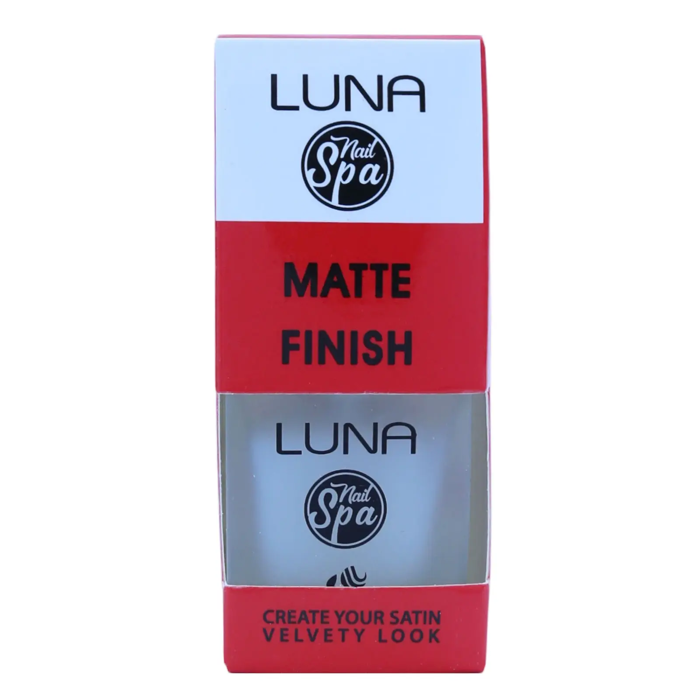 LUNA
Nail
Spa
MATTE
FINISH
LUNA
Nail
Spa
CREATE YOUR SATIN
VELVETY LOOK